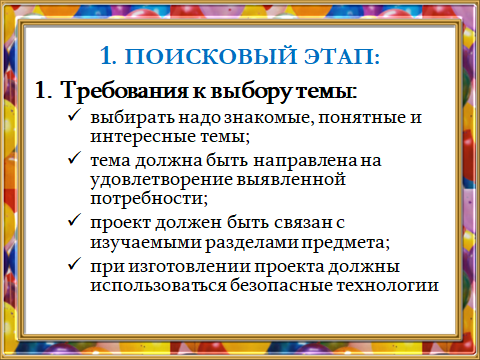 1. ПОИСКОВЫЙ ЭТАП:
1. Требования к выбору темы:
✓ выбирать надо знакомые, понятные и
интересные темы;
✓ тема должна быть направлена на
удовлетворение выявленной
потребности;
✓ проект должен быть связан с
изучаемыми разделами предмета;
✓ при изготовлении проекта должны
использоваться безопасные технологии